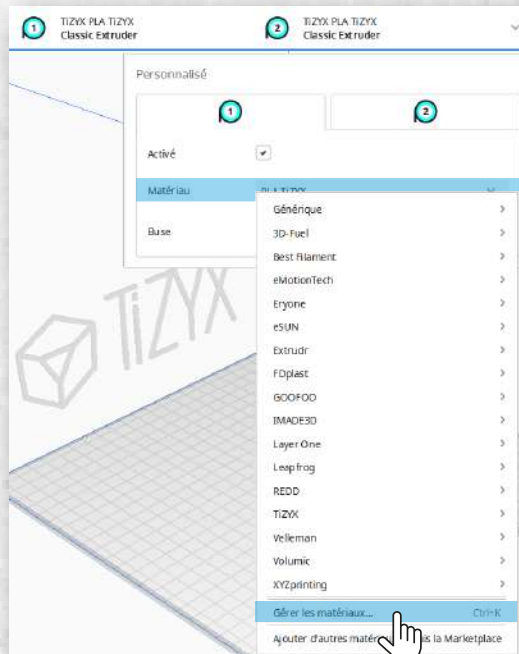 1 TIZYX PLA TIZYX
Classic Extruder
2 TIZYX PLA TIZYX
Classic Extruder
Personnalisé
1
2
Activé
Matériau PLA TIZYX
Buse
TiZYX
Générique
3D-Fuel
Best Filament
eMotionTech
Eryone
eSUN
Extrudr
FDplast
GOOFOO
IMADE3D
Layer One
Leapfrog
REDD
TiZYX
Velleman
Volumic
XYZprinting
Gérer les matériaux... Ctrl+K
Ajouter d'autres la Marketplace